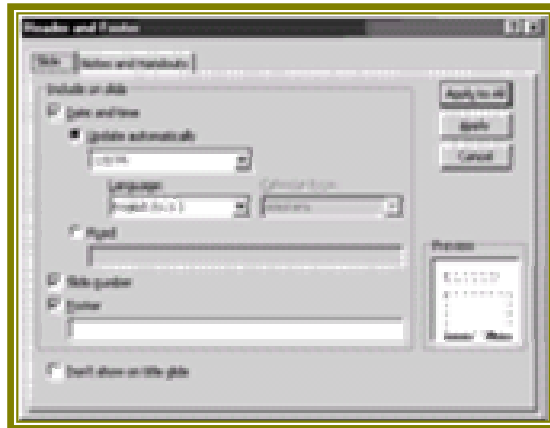 Header and Footer
Slide
Notes and Handouts
Include on slide
Apply to All
Date and time
Apply
Update automatically
Cancel
Language:
Calendar type:
Fixed
Preview
Slide number
Footer
Don't show on title slide